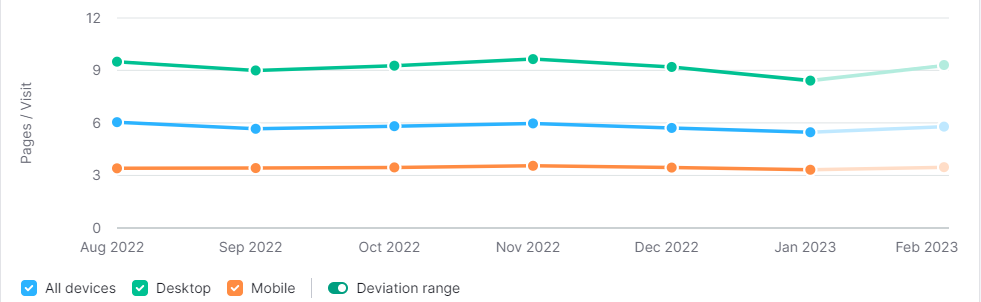 12
9
6
3
0
Pages / Visit
Aug 2022 Sep 2022 Oct 2022 Nov 2022 Dec 2022 Jan 2023 Feb 2023
All devices Desktop Mobile Deviation range